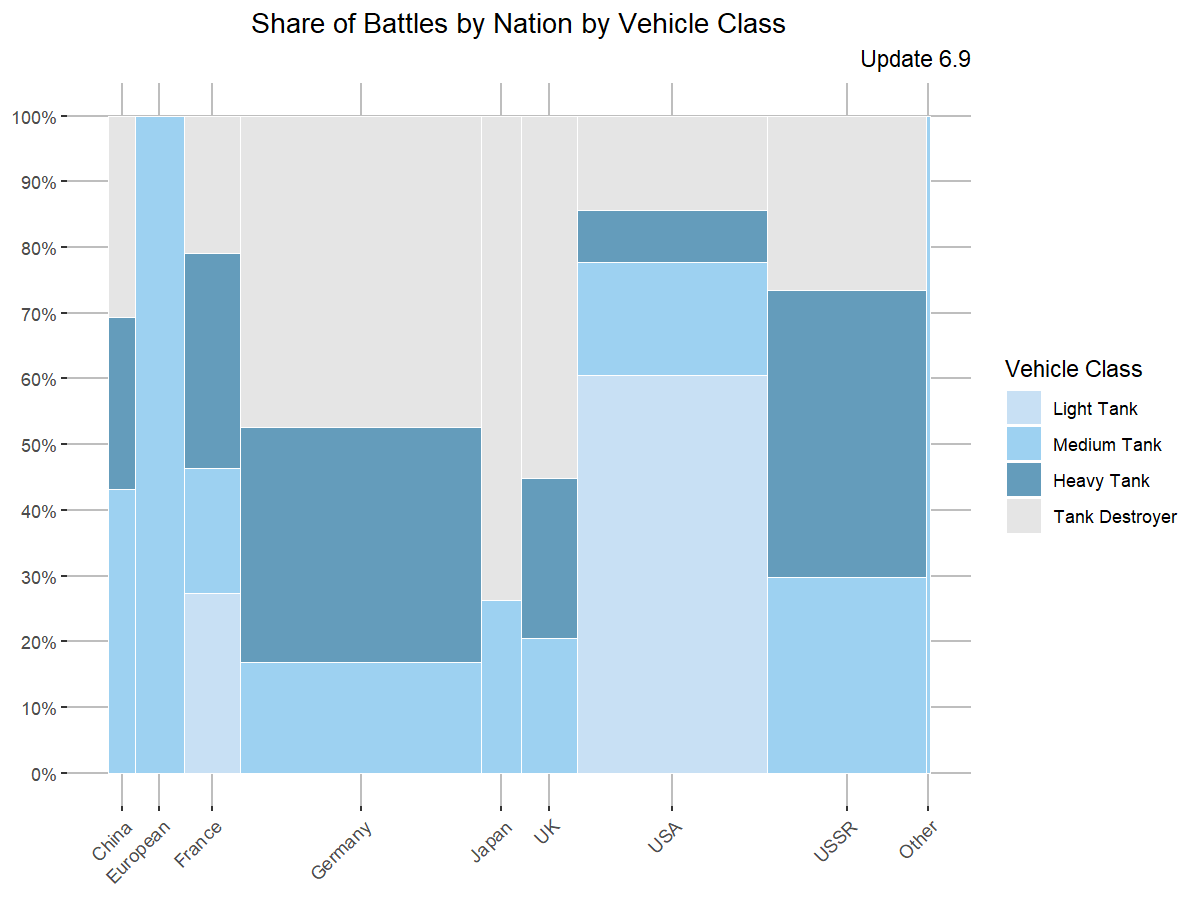 Share of Battles by Nation by Vehicle Class
Update 6.9
100%
90%
80%
70%
60%
50%
40%
30%
20%
10%
0%
China
European
France
Germany
Japan
UK
USA
USSR
Other
Vehicle Class
Light Tank
Medium Tank
Heavy Tank
Tank Destroyer